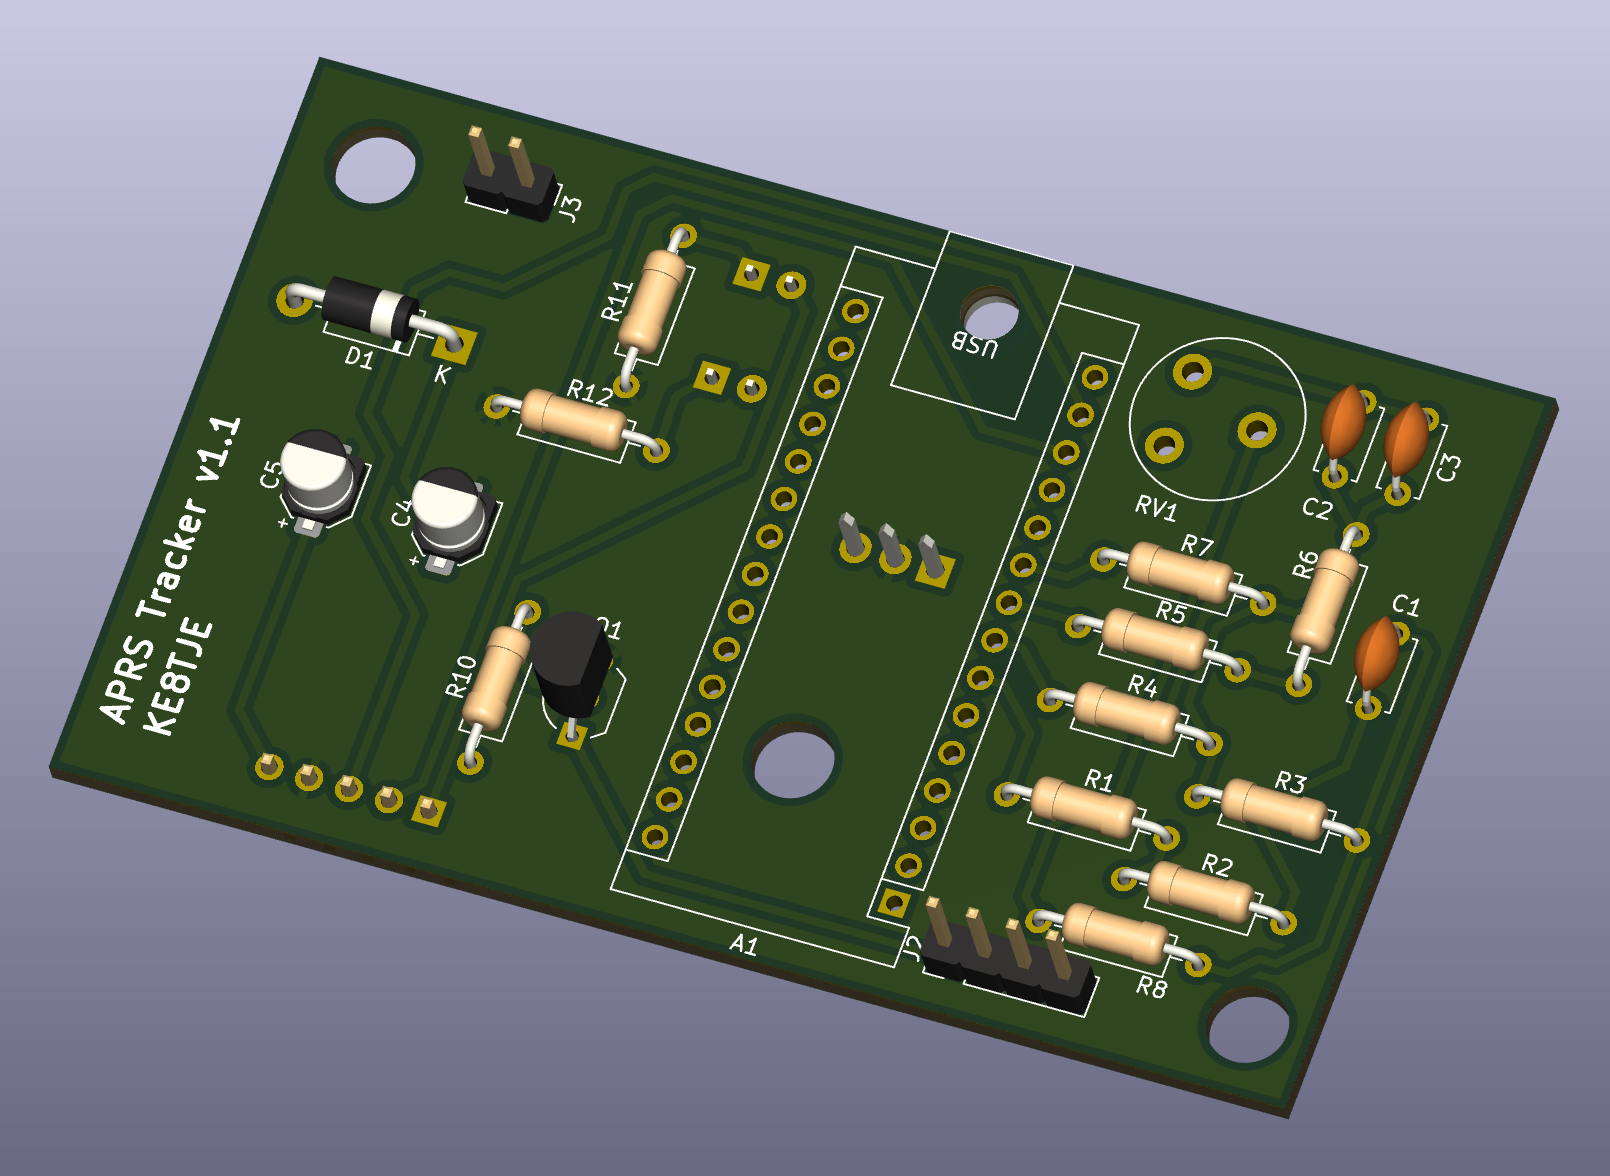 J3
R11
D1
K
R12
USB
APRS Tracker v1.1
KE8TJE
C5
+
C4
+
RV1
C2
C3
R7
R6
R5
C1
R4
R10
R1
R3
R2
R8
J2
A1